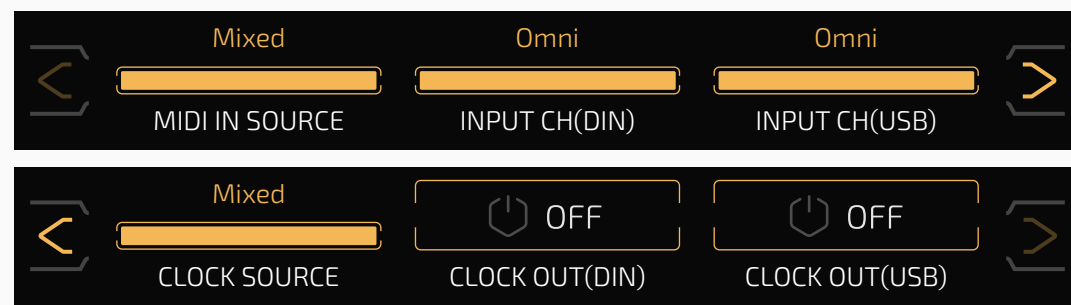 Mixed Omni Omni
MIDI IN SOURCE INPUT CH(DIN) INPUT CH(USB)
Mixed OFF OFF
CLOCK SOURCE CLOCK OUT(DIN) CLOCK OUT(USB)